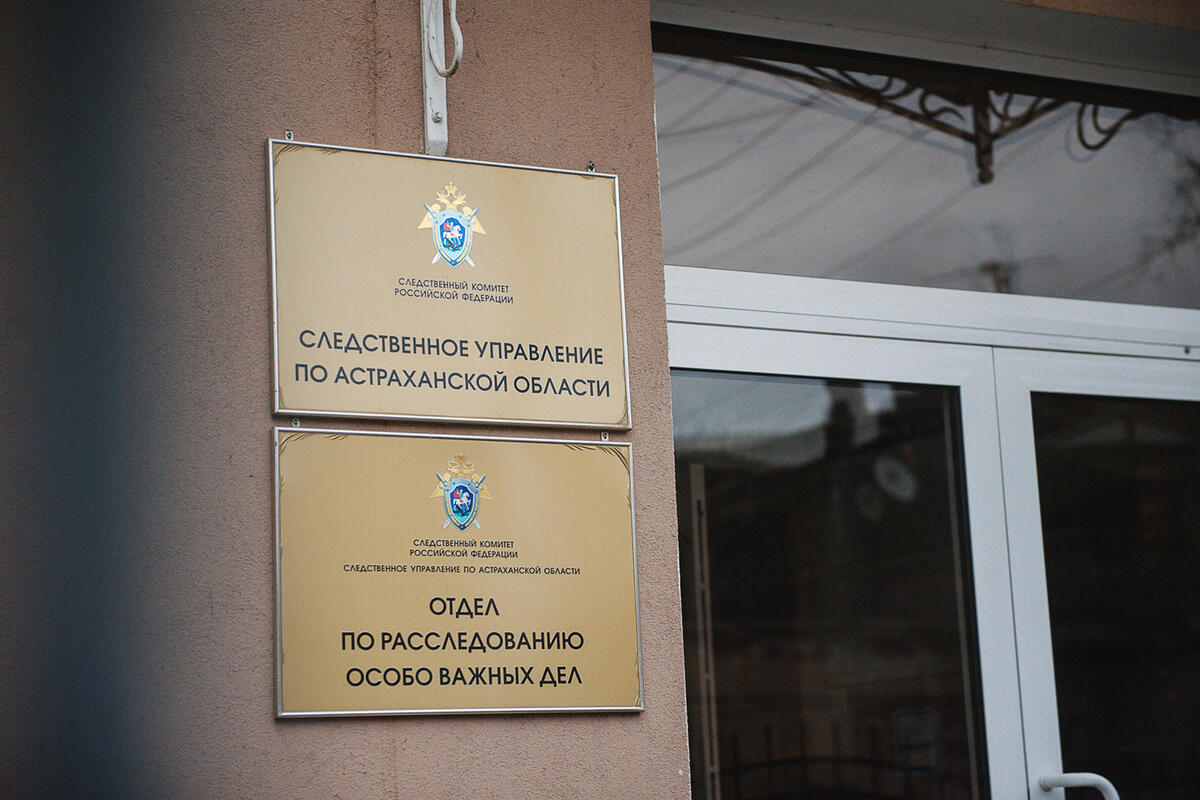 СЛЕДСТВЕННЫЙ КОМИТЕТ
РОССИЙСКОЙ ФЕДЕРАЦИИ
СЛЕДСТВЕННОЕ УПРАВЛЕНИЕ
ПО АСТРАХАНСКОЙ ОБЛАСТИ
СЛЕДСТВЕННЫЙ КОМИТЕТ
РОССИЙСКОЙ ФЕДЕРАЦИИ
СЛЕДСТВЕННОЕ УПРАВЛЕНИЕ ПО АСТРАХАНСКОЙ ОБЛАСТИ
ОТДЕЛ
ПО РАССЛЕДОВАНИЮ
ОСОБО ВАЖНЫХ ДЕЛ